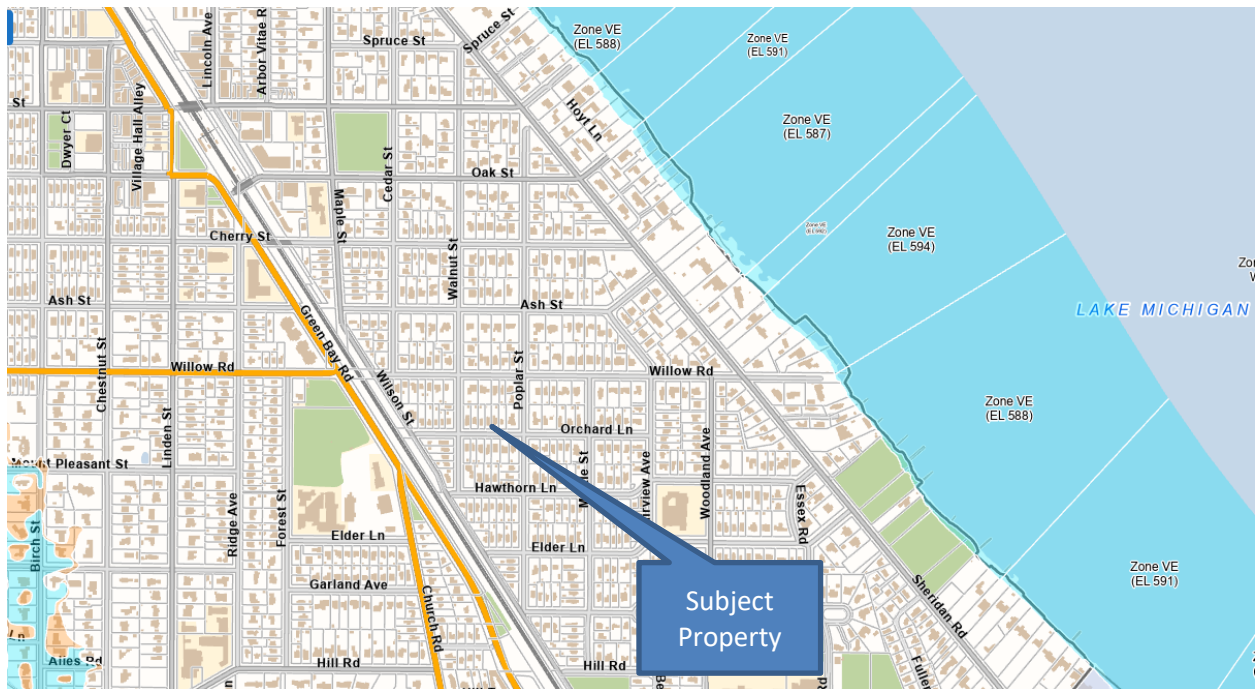 Spruce St
Spruce St
Lincoln Ave
Arbor Vitae R
Zone VE
(EL 588)
Zone VE
(EL 591)
St
Dwyer Ct
Village Hall Alley
Hoyt Ln
Zone VE
(EL 587)
Cedar St
Oak St
Maple St
Cherry St
Walnut St
Zone VE
Zone VE
(EL 594)
Ash St
Ash St
LAKE MICHIGAN
Green Bay Rd
Chestnut St
Willow Rd
Wilson St
Poplar St
Willow Rd
Zone VE
(EL 588)
Linden St
Orchard Ln
Mount Pleasant St
Woodland Ave
Hawthorn Ln
Essex Rd
Ridge Ave
Forest St
Birch St
Elder Ln
Elder Ln
Zone VE
(EL 591)
Garland Ave
Church Rd
Subject
Property
Sheridan Rd
Hill Rd
Hill Rd
Fuller